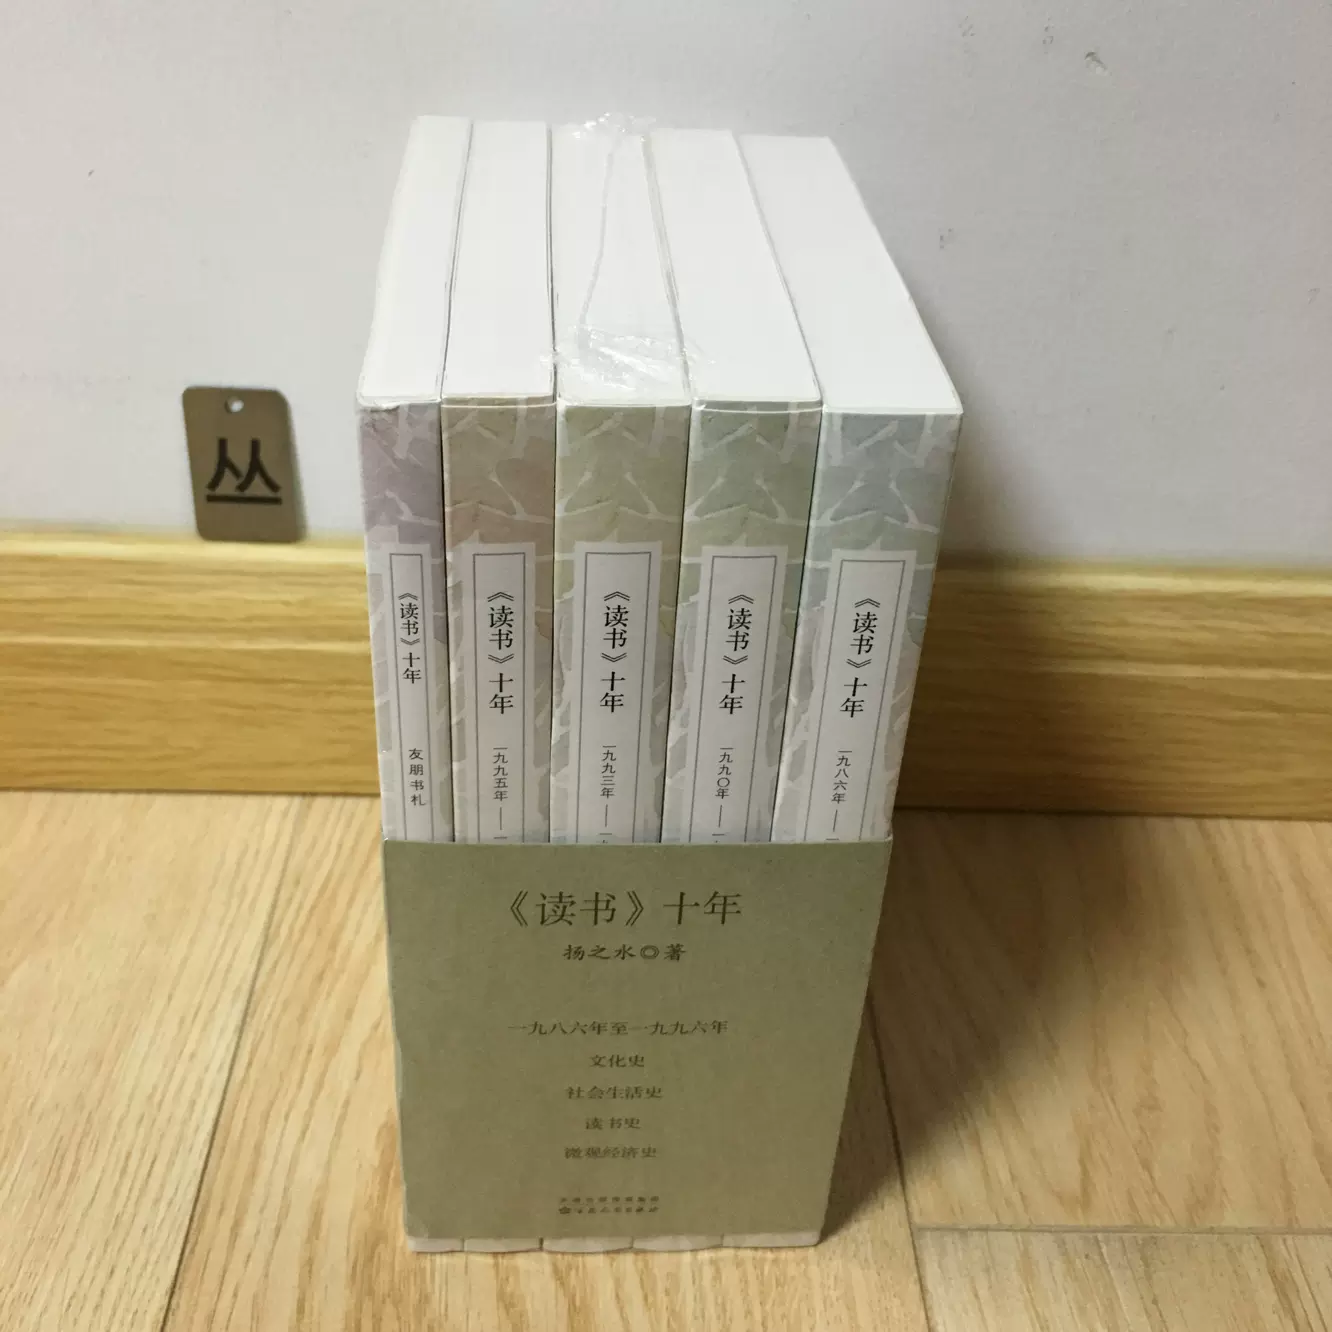 丛
《读书》十年 友朋书札
《读书》十年 一九九五年——一
《读书》十年 一九九三年——一
《读书》十年 一九九〇年——一
《读书》十年 一九八六年——一
《读书》十年
扬之水◎著
一九八六年至一九九六年
文化史
社会生活史
读书史
微观经济史